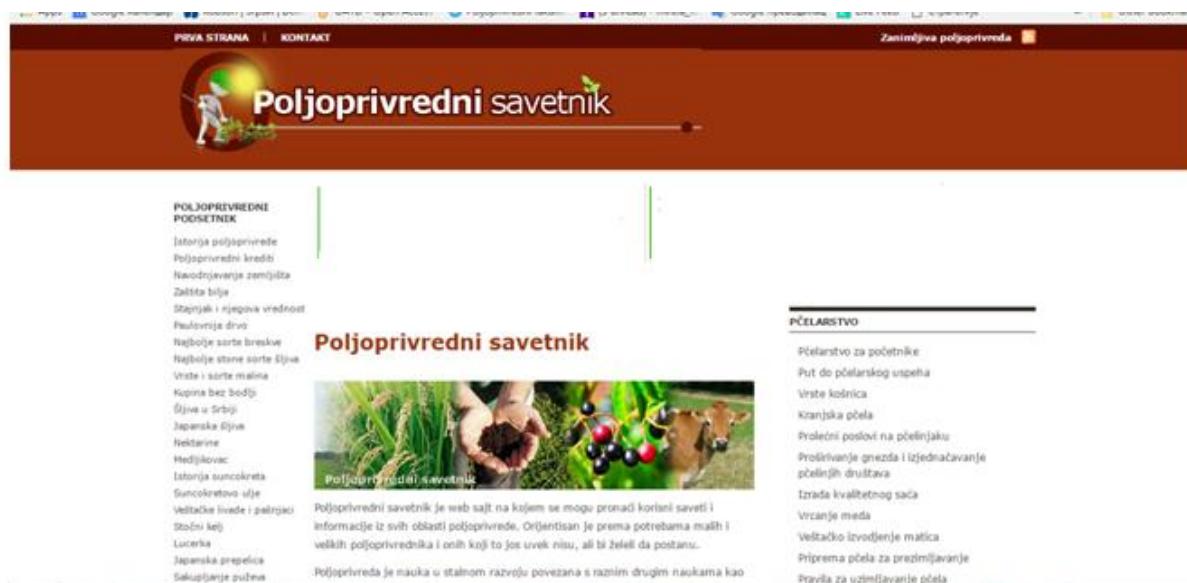 PRVA STRANA | KONTAKT
Zanimljiva poljoprivreda
Poljoprivredni savetnik
POLJOPRIVREDNI
PODSETNIK
Istorija poljoprivrede
Poljoprivredni krediti
Navodnjavanje zemljišta
Zaštita bilja
Stajnjak i njegova vrednost
Paulovnija drvo
Najbolje sorte breskve
Najbolje stone sorte šljiva
Vrste i sorte malina
Kupina bez bodlji
Šljiva u Srbiji
Japanske šljive
Nektarine
Medljikovac
Istorija suncokreta
Suncokretovo ulje
Veštačke livade i pašnjaci
Stočni kelj
Lucerka
Japanska prepelica
Sakupljanje puževa
Poljoprivredni savetnik
Poljoprivredni savetnik
Poljoprivredni savetnik je web sajt na kojem se mogu pronaći korisni saveti i
informacije iz svih oblasti poljoprivrede. Orijentisan je prema potrebama malih i
velikih poljoprivrednika i onih koji to jos uvek nisu, ali bi želeli da postanu.
Poljoprivreda je nauka u stalnom razvoju povezana s raznim drugim naukama kao
PČELARSTVO
Pčelarstvo za početnike
Put do pčelarskog uspeha
Vrste košnica
Kranjska pčela
Prolećni poslovi na pčelinjaku
Proširivanje gnezda i izjednačavanje
pčelinjih društava
Izrada kvalitetnog saća
Vrcanje meda
Veštačko izvodjenje matica
Priprema pčela za prezimljavanje
Pravila za uzimljavanje pčela